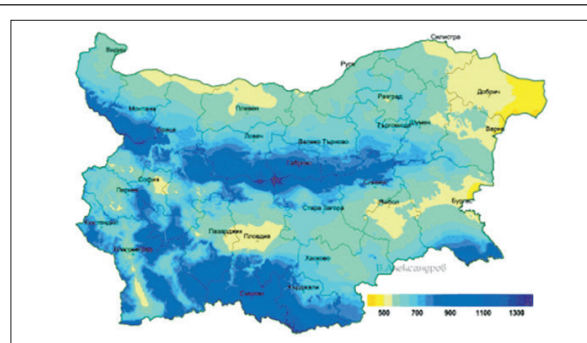 Силистра
Видин
Русе
Добрич
Разград
Монтана
Плевен
Търговище
Шумен
Варна
Враца
Ловеч
Велико Търново
Габрово
Сливен
София
Перник
Бургас
Стара Загора
Ямбол
Кюстендил
Пазарджик
Пловдив
Благоевград
Хасково
В.Александров
Смолян
Кърджали
500 700 900 1100 1300